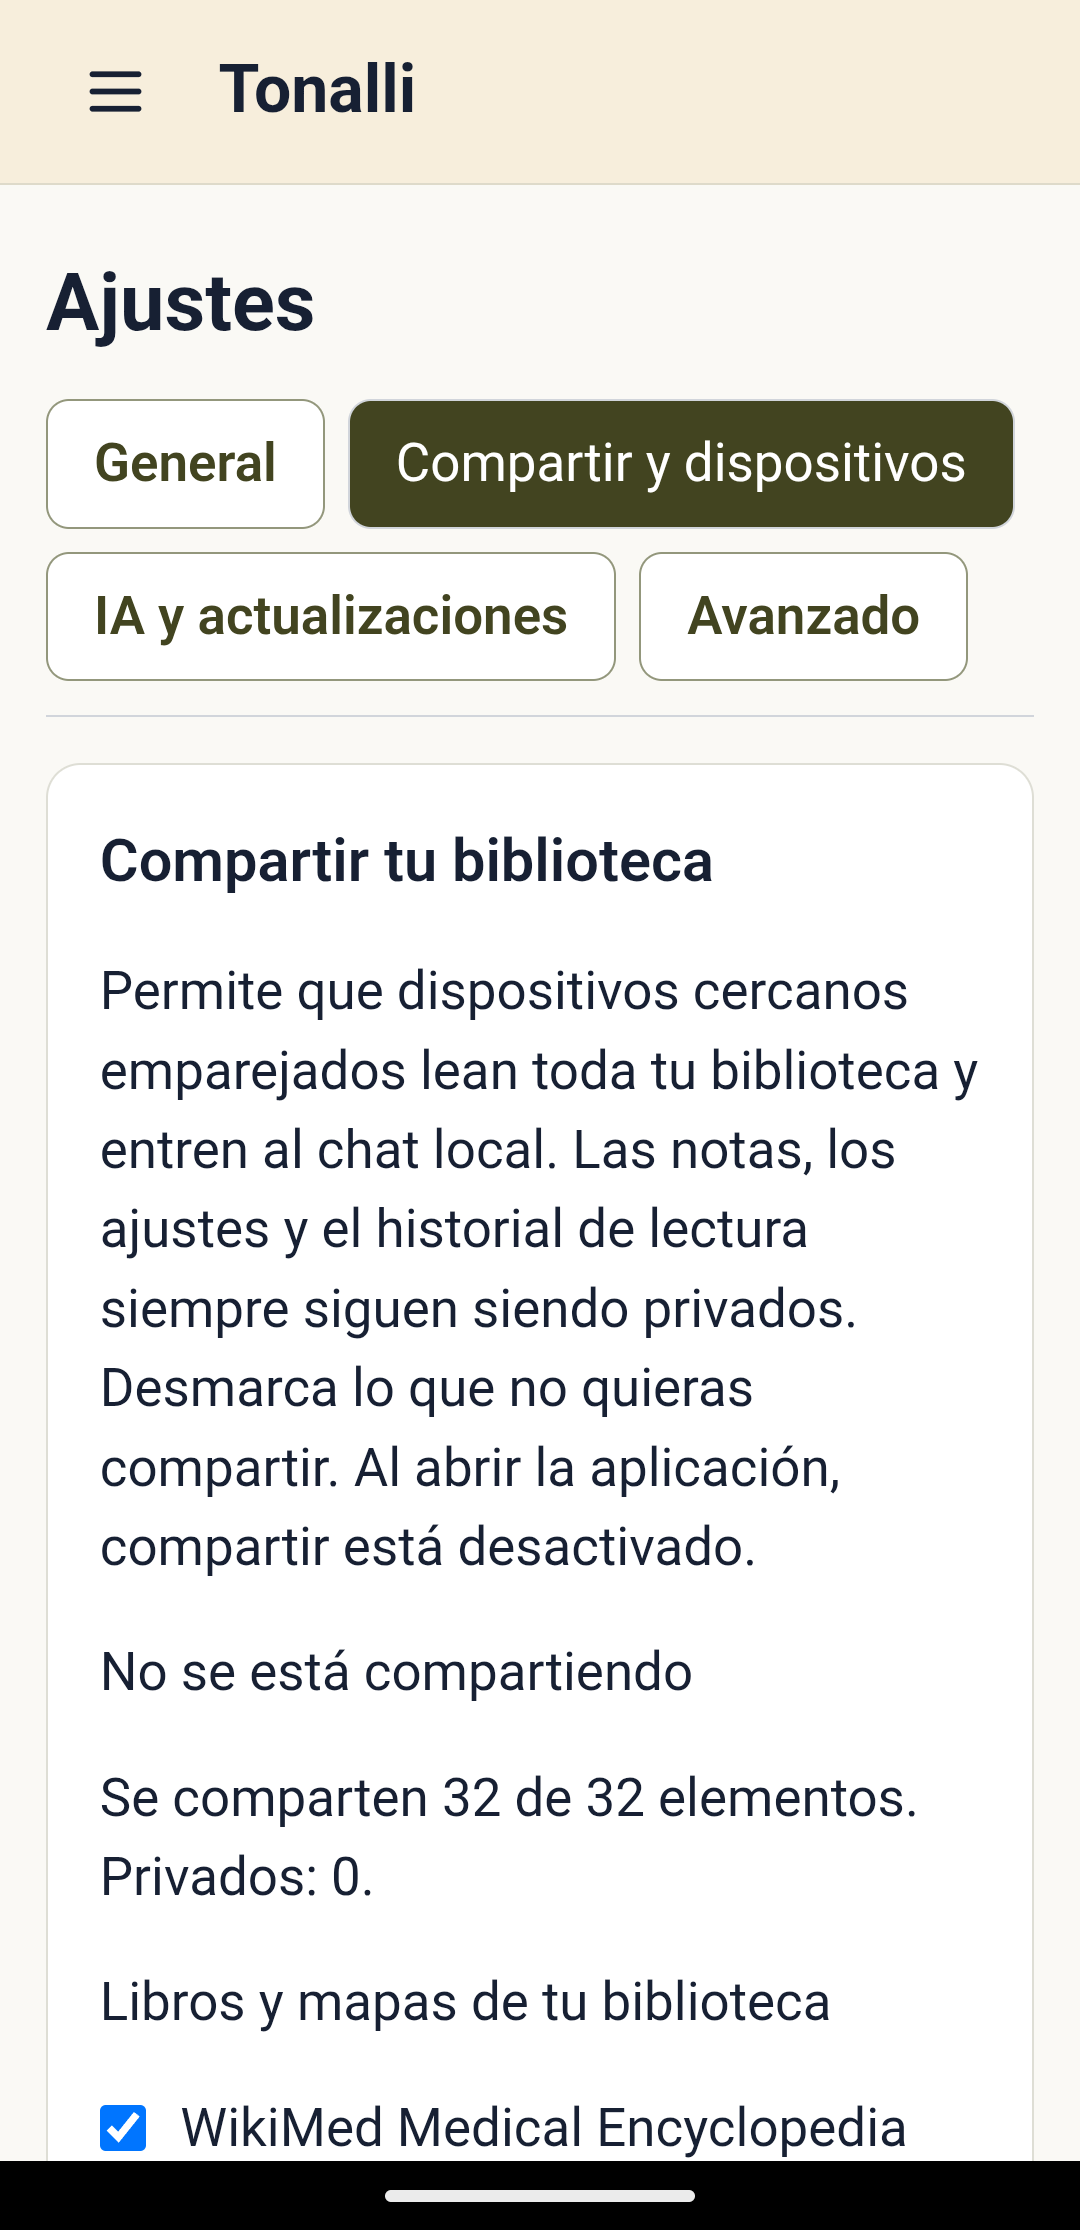 Tonalli
Ajustes
General
Compartir y dispositivos
IA y actualizaciones
Avanzado
Compartir tu biblioteca
Permite que dispositivos cercanos
emparejados lean toda tu biblioteca y
entren al chat local. Las notas, los
ajustes y el historial de lectura
siempre siguen siendo privados.
Desmarca lo que no quieras
compartir. Al abrir la aplicación,
compartir está desactivado.
No se está compartiendo
Se comparten 32 de 32 elementos.
Privados: 0.
Libros y mapas de tu biblioteca
WikiMed Medical Encyclopedia